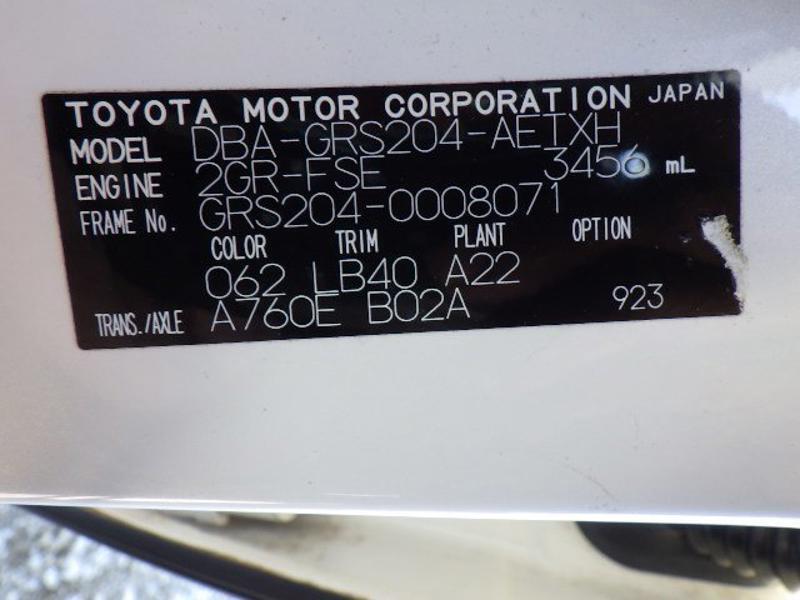 TOYOTA MOTOR CORPORATION JAPAN
MODEL DBA-GRS204-AETXH
ENGINE 2GR-FSE 3456 mL
FRAME No. GRS204-0008071
COLOR TRIM PLANT OPTION
062 LB40 A22
TRANS./AXLE A760E B02A 923